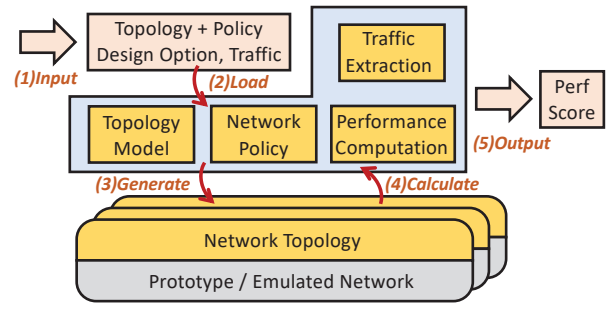 Topology + Policy
Design Option, Traffic
(1)Input
(2)Load
Traffic
Extraction
Topology
Model
Network
Policy
Performance
Computation
Perf
Score
(5)Output
(3)Generate
(4)Calculate
Network Topology
Prototype / Emulated Network